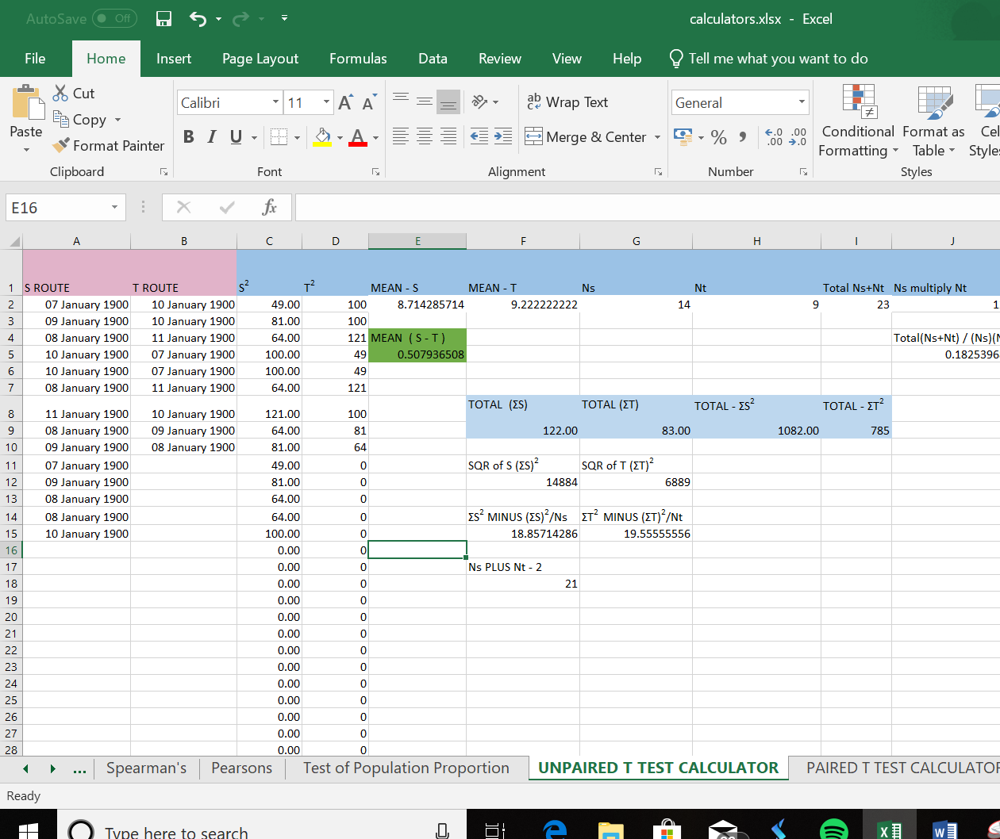 AutoSave Off calculators.xlsx - Excel
File Home Insert Page Layout Formulas Data Review View Help Tell me what you want to do
Cut
Copy
Format Painter
Paste
Calibri 11
B I U
ab Wrap Text
Merge & Center
General
% , .0 .00
Conditional Formatting
Format as Table
Clipboard Font Alignment Number Styles
E16 fx
A B C D E F G H I J
1 S ROUTE T ROUTE S² T² MEAN - S MEAN - T Ns Nt Total Ns+Nt Ns multiply Nt
2 07 January 1900 10 January 1900 49.00 100 8.714285714 9.222222222 14 9 23
3 09 January 1900 10 January 1900 81.00 100
4 08 January 1900 11 January 1900 64.00 121 MEAN ( S - T ) Total(Ns+Nt) / (Ns)(
5 10 January 1900 07 January 1900 100.00 49 0.507936508 0.1825396
6 10 January 1900 07 January 1900 100.00 49
7 08 January 1900 11 January 1900 64.00 121
8 11 January 1900 10 January 1900 121.00 100 TOTAL (ΣS) TOTAL (ΣT) TOTAL - ΣS² TOTAL - ΣT²
9 08 January 1900 09 January 1900 64.00 81 122.00 83.00 1082.00 785
10 09 January 1900 08 January 1900 81.00 64
11 07 January 1900 49.00 0 SQR of S (ΣS)² SQR of T (ΣT)²
12 09 January 1900 81.00 0 14884 6889
13 08 January 1900 64.00 0
14 08 January 1900 64.00 0 ΣS² MINUS (ΣS)²/Ns ΣT² MINUS (ΣT)²/Nt
15 10 January 1900 100.00 0 18.85714286 19.55555556
16 0.00 0
17 0.00 0 Ns PLUS Nt - 2
18 0.00 0 21
19 0.00 0
20 0.00 0
21 0.00 0
22 0.00 0
23 0.00 0
24 0.00 0
25 0.00 0
26 0.00 0
27 0.00 0
28 0.00 0
... Spearman's Pearsons Test of Population Proportion UNPAIRED T TEST CALCULATOR PAIRED T TEST CALCULATOR
Ready
Type here to search